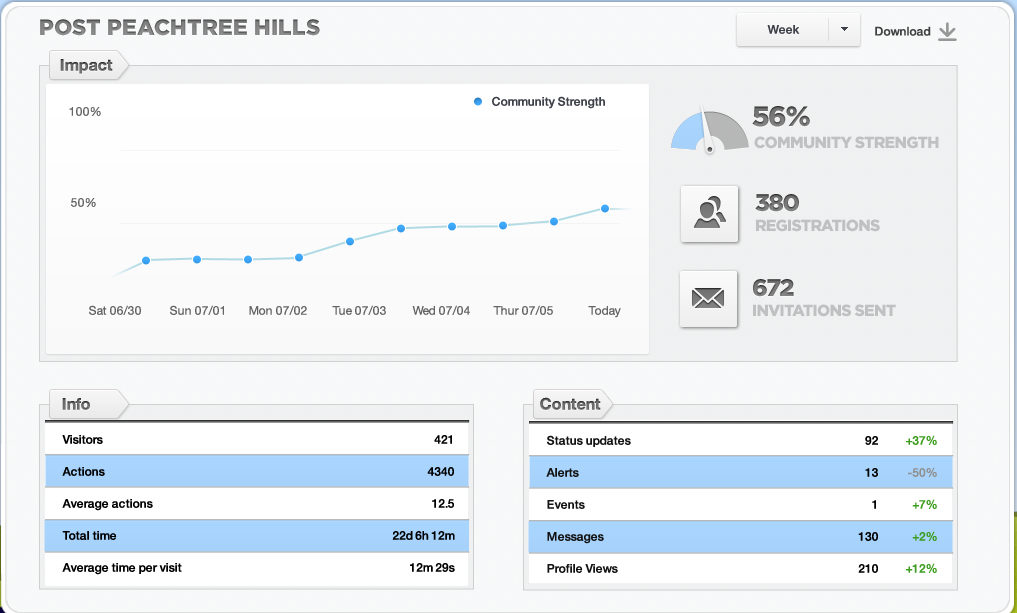 POST PEACHTREE HILLS
Week
Download
Impact
100%
Community Strength
50%
Sat 06/30 Sun 07/01 Mon 07/02 Tue 07/03 Wed 07/04 Thur 07/05 Today
56%
COMMUNITY STRENGTH
380
REGISTRATIONS
672
INVITATIONS SENT
Info
Visitors 421
Actions 4340
Average actions 12.5
Total time 22d 6h 12m
Average time per visit 12m 29s
Content
Status updates 92 +37%
Alerts 13 -50%
Events 1 +7%
Messages 130 +2%
Profile Views 210 +12%